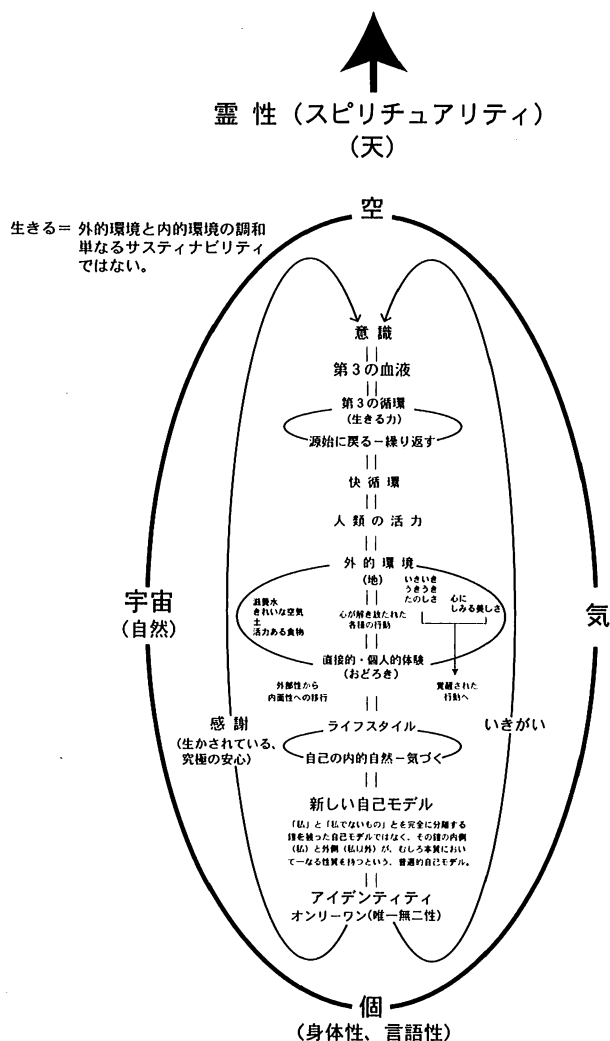 霊性（スピリチュアリティ）
（天）
空
生きる＝ 外的環境と内的環境の調和
単なるサスティナビリティ
ではない。
意識
第３の血液
第３の循環
（生きる力）
源始に戻る－繰り返す
快循環
人類の活力
外的環境
（地）
滋養水
きれいな空気
土
活力ある食物
いきいき
うきうき
たのしさ
心に
しみる美しさ
心が解き放たれた
各様の行動
直接的・個人的体験
（おどろき）
外部性から
内面性への移行
覚醒された
行動へ
宇宙
（自然）
気
感謝
（生かされている、
究極の安心）
いきがい
ライフスタイル
自己の内的自然－気づく
新しい自己モデル
「私」と「私でないもの」とを完全に分離する
鎧を被った自己モデルではなく、その鎧の内側
（私）と外側（私以外）が、むしろ本質におい
て一なる性質を持つという、普遍的自己モデル。
アイデンティティ
オンリーワン(唯一無二性)
個
（身体性、言語性）